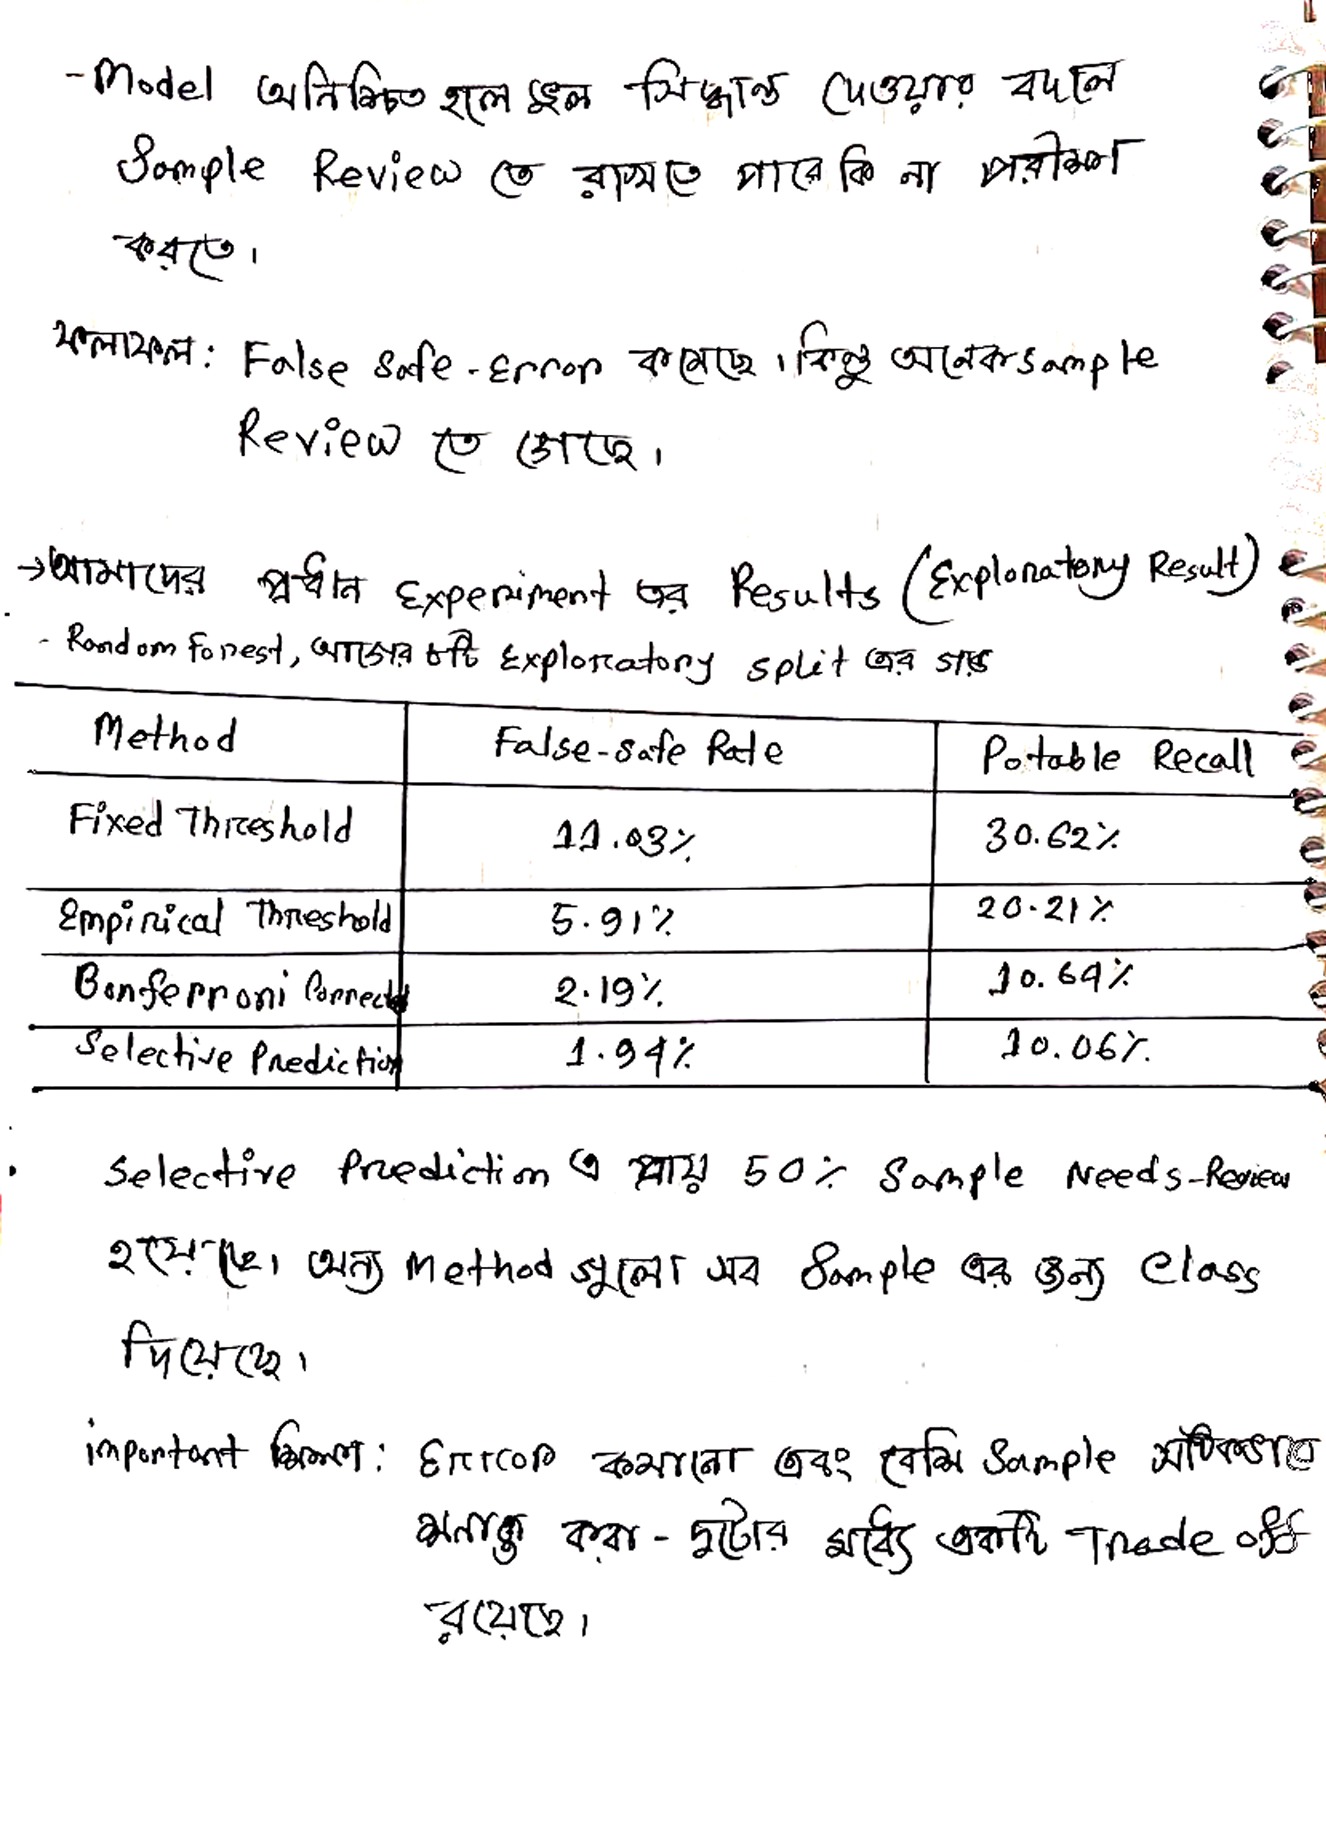 - Model অনিশ্চিত হলে ভুল সিদ্ধান্ত দেওয়ার বদলে
Sample Review তে রাখতে পারে কি না পরীক্ষা
করতে।
ফলাফল: False safe-Error কমেছে। কিন্তু অনেক sample
Review তে গেছে।
→ আমাদের প্রধান Experiment এর Results (Exploratory Result)
- Random Forest, আগের ৮টি Exploratory split এর গড়
Method False-safe Rate Potable Recall
Fixed Threshold 11.03% 30.62%
Empirical Threshold 5.91% 20.21%
Bonferroni Corrected 2.19% 10.64%
Selective Prediction 1.94% 10.06%
Selective Prediction এ প্রায় 50% Sample Needs-Review
হয়েছে। অন্য Method গুলো সব Sample এর জন্য Class
দিয়েছে।
important শিক্ষা: Error কমানো এবং বেশি Sample সঠিকভাবে
শনাক্ত করা - দুটোর মধ্যে একটি Trade off
রয়েছে।